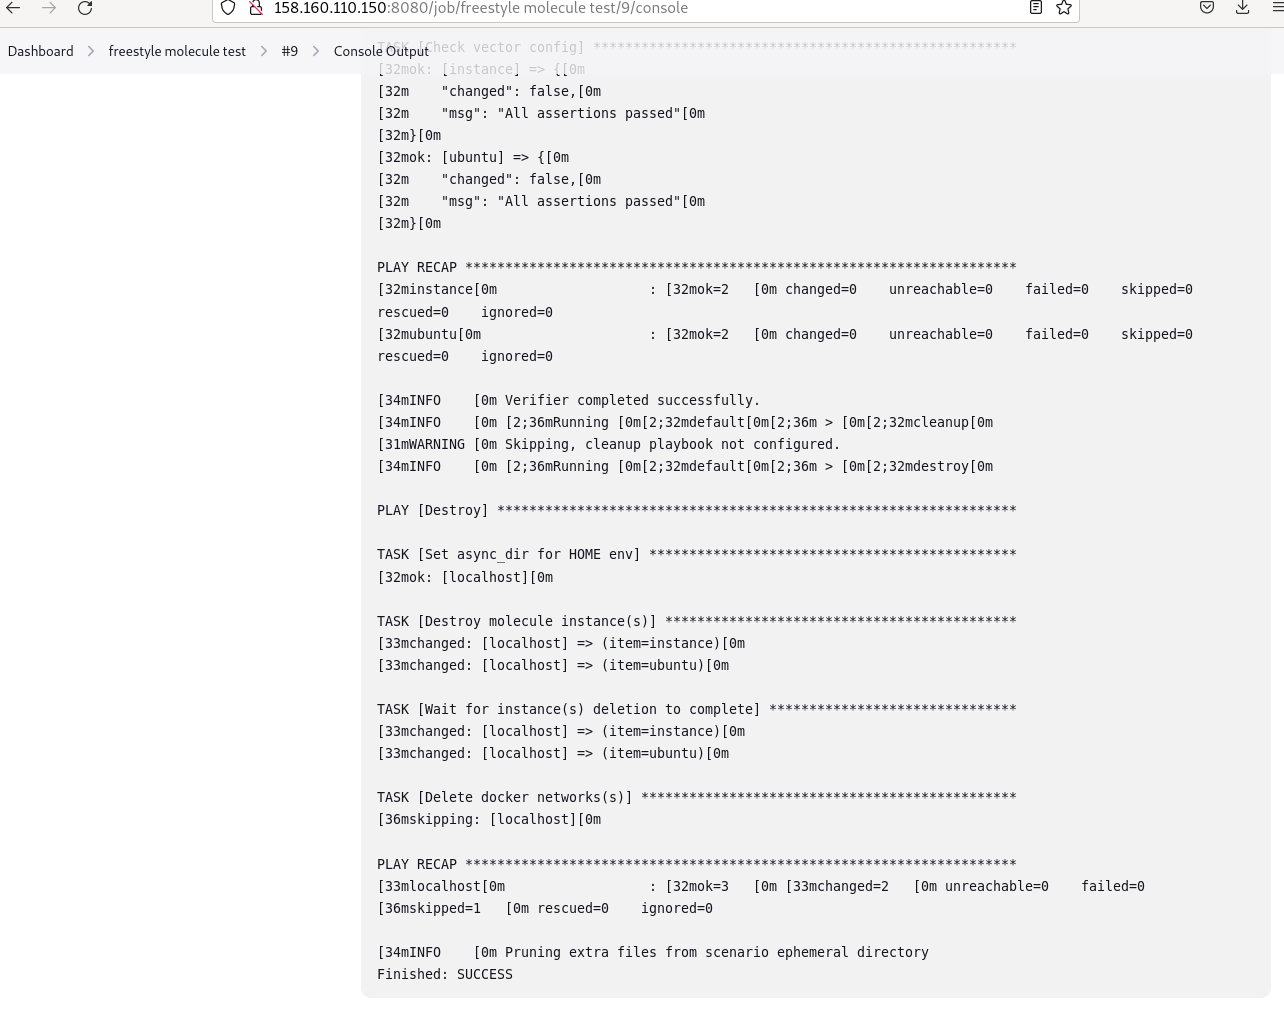 158.160.110.150:8080/job/freestyle molecule test/9/console
Dashboard > freestyle molecule test > #9 > Console Output
TASK [Check vector config] *****************************************************
[32mok: [instance] => {[0m
[32m    "changed": false,[0m
[32m    "msg": "All assertions passed"[0m
[32m}[0m
[32mok: [ubuntu] => {[0m
[32m    "changed": false,[0m
[32m    "msg": "All assertions passed"[0m
[32m}[0m
PLAY RECAP *********************************************************************
[32minstance[0m                   : [32mok=2   [0m changed=0    unreachable=0    failed=0    skipped=0
rescued=0    ignored=0
[32mubuntu[0m                     : [32mok=2   [0m changed=0    unreachable=0    failed=0    skipped=0
rescued=0    ignored=0
[34mINFO    [0m Verifier completed successfully.
[34mINFO    [0m [2;36mRunning [0m[2;32mdefault[0m[2;36m > [0m[2;32mcleanup[0m
[31mWARNING [0m Skipping, cleanup playbook not configured.
[34mINFO    [0m [2;36mRunning [0m[2;32mdefault[0m[2;36m > [0m[2;32mdestroy[0m
PLAY [Destroy] *****************************************************************
TASK [Set async_dir for HOME env] **********************************************
[32mok: [localhost][0m
TASK [Destroy molecule instance(s)] ********************************************
[33mchanged: [localhost] => (item=instance)[0m
[33mchanged: [localhost] => (item=ubuntu)[0m
TASK [Wait for instance(s) deletion to complete] *******************************
[33mchanged: [localhost] => (item=instance)[0m
[33mchanged: [localhost] => (item=ubuntu)[0m
TASK [Delete docker networks(s)] ***********************************************
[36mskipping: [localhost][0m
PLAY RECAP *********************************************************************
[33mlocalhost[0m                  : [32mok=3   [0m [33mchanged=2   [0m unreachable=0    failed=0
[36mskipped=1   [0m rescued=0    ignored=0
[34mINFO    [0m Pruning extra files from scenario ephemeral directory
Finished: SUCCESS